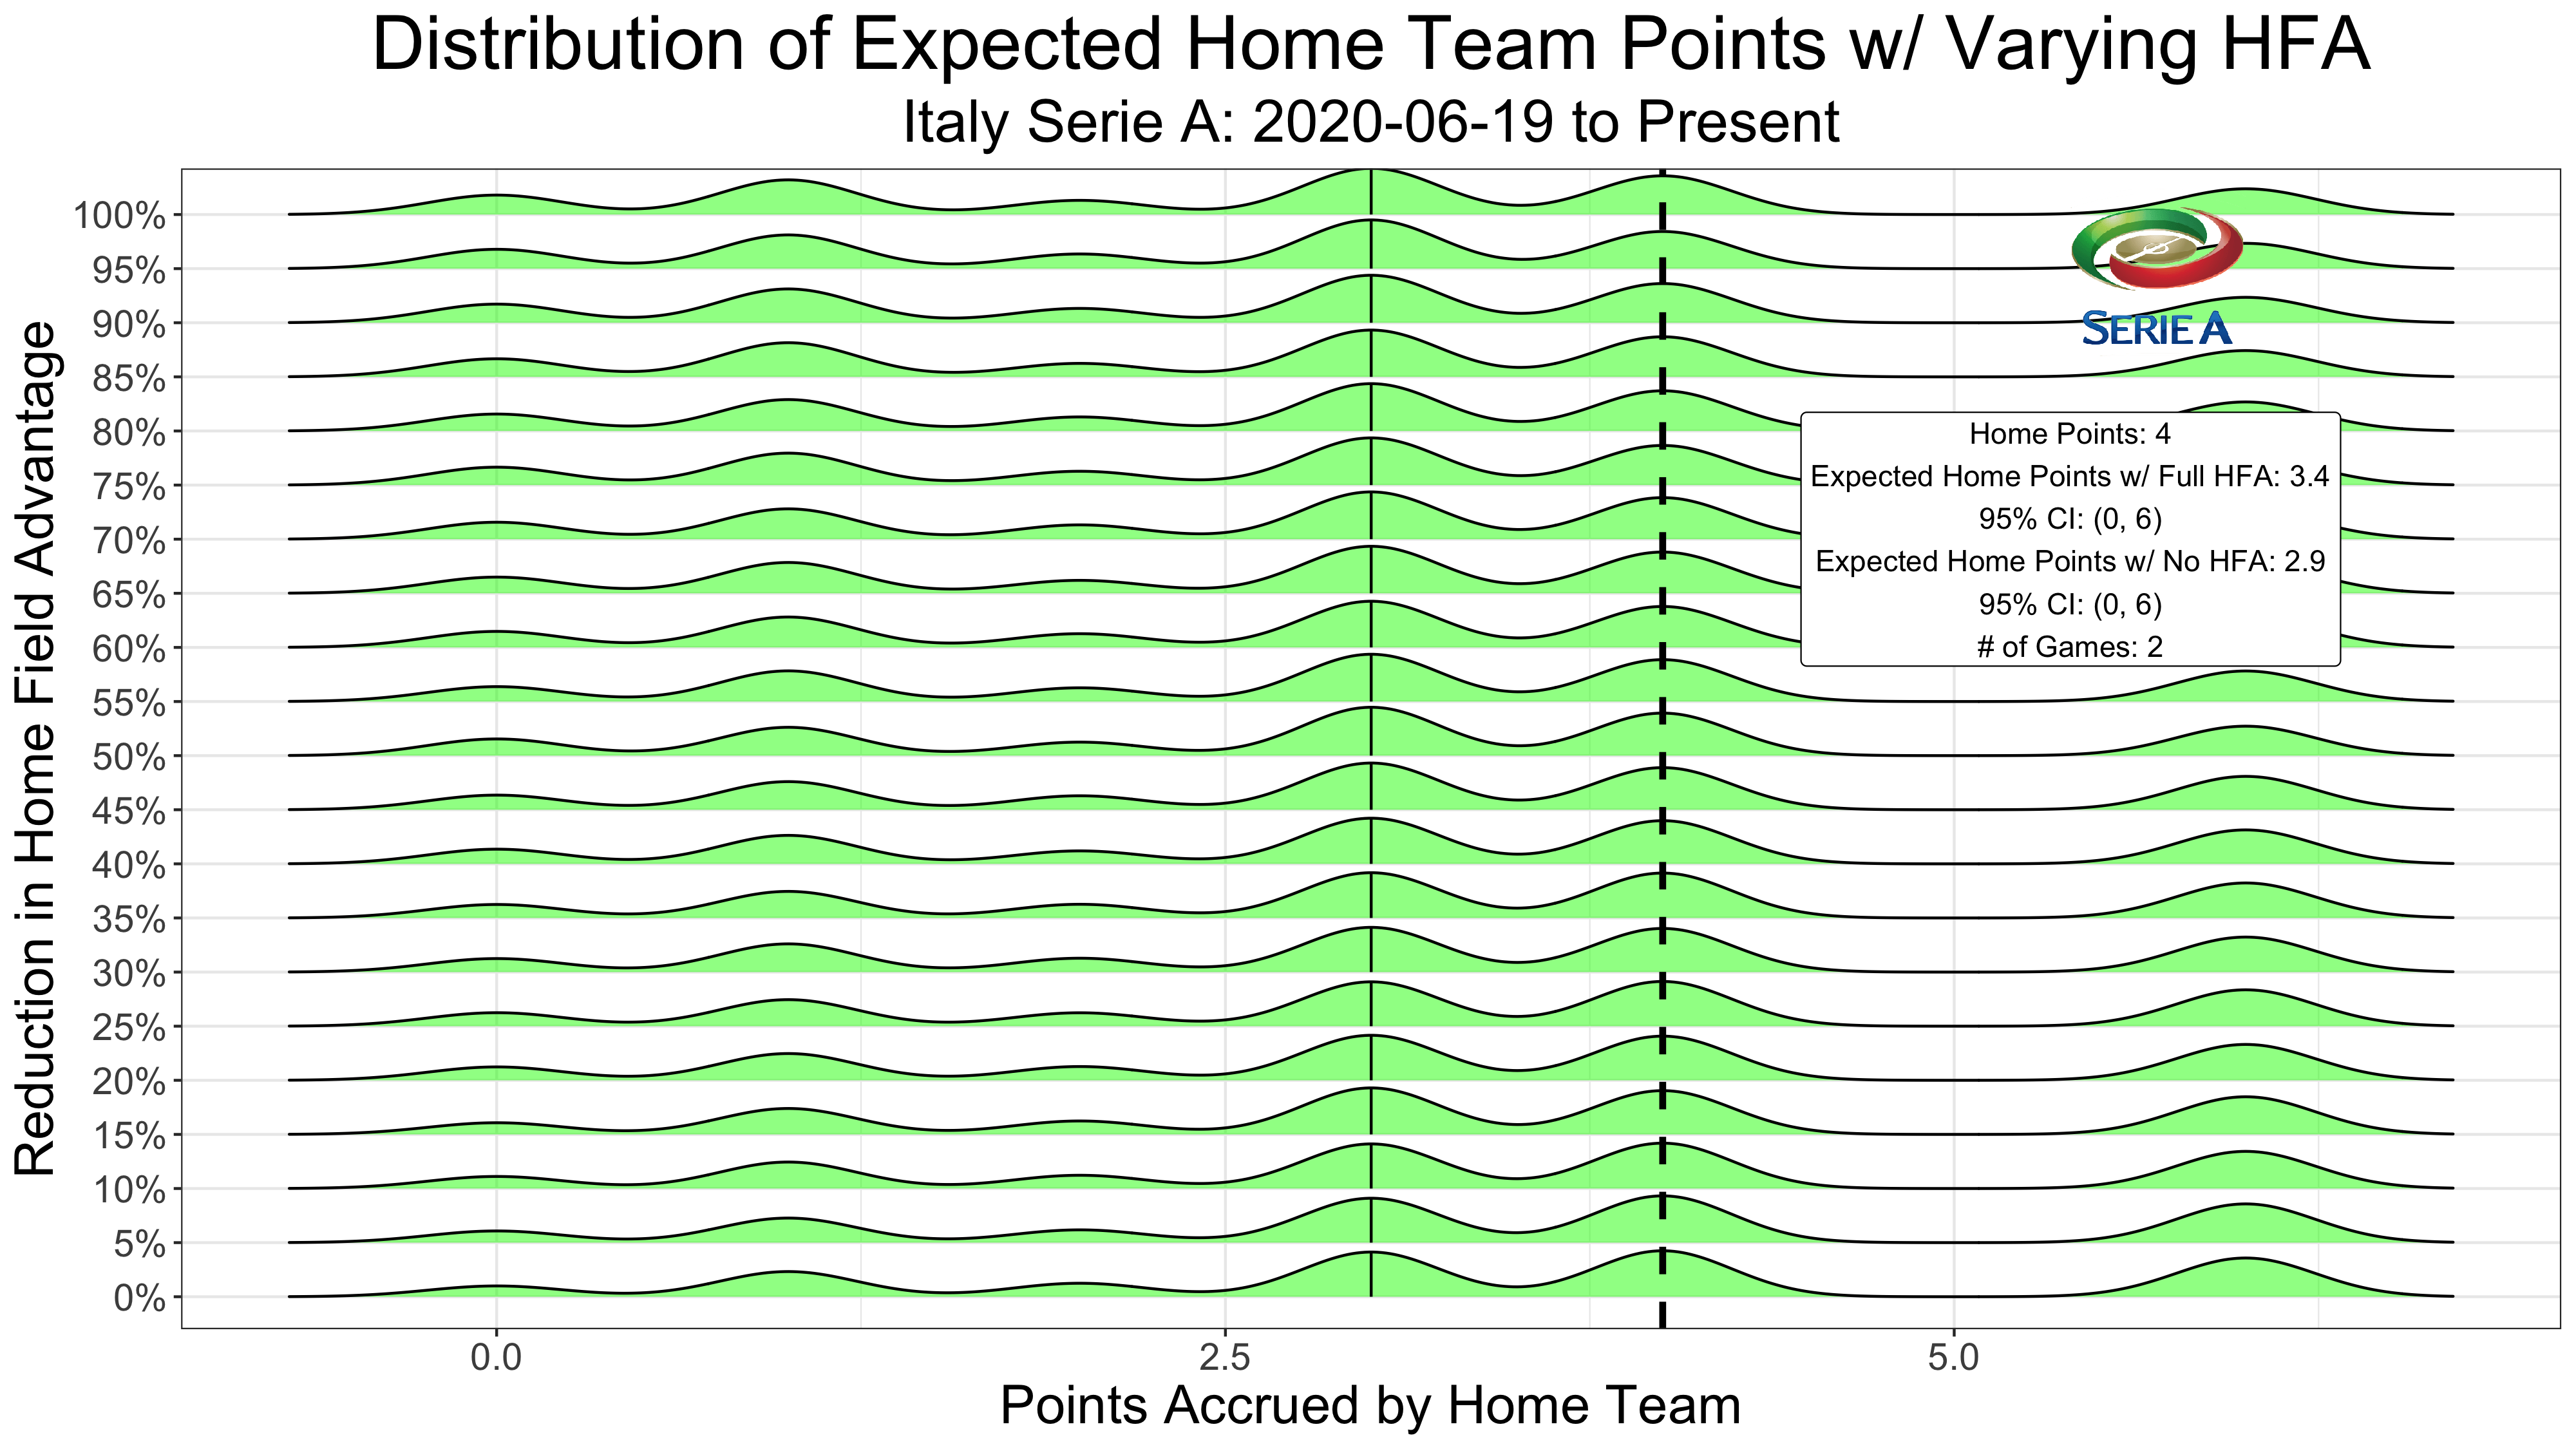 Distribution of Expected Home Team Points w/ Varying HFA
Italy Serie A: 2020-06-19 to Present
Reduction in Home Field Advantage
100%
95%
90%
85%
80%
75%
70%
65%
60%
55%
50%
45%
40%
35%
30%
25%
20%
15%
10%
5%
0%
SERIE A
Home Points: 4
Expected Home Points w/ Full HFA: 3.4
95% CI: (0, 6)
Expected Home Points w/ No HFA: 2.9
95% CI: (0, 6)
# of Games: 2
0.0
2.5
5.0
Points Accrued by Home Team